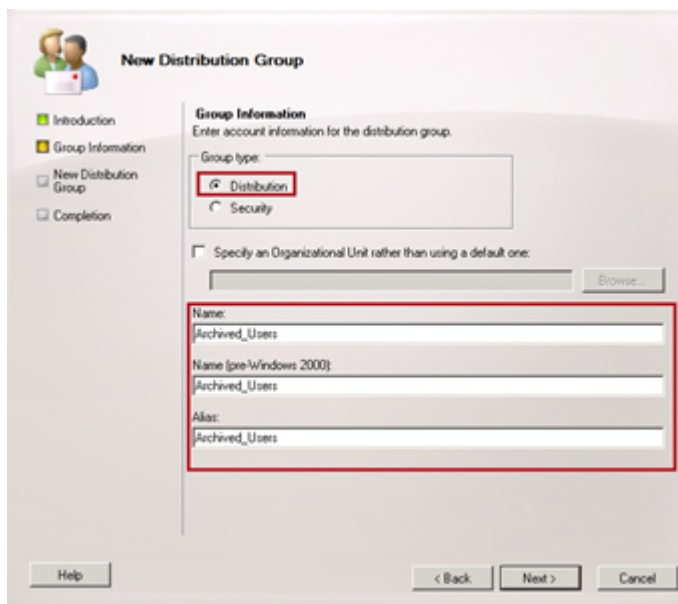 New Distribution Group
Introduction
Group Information
New Distribution
Group
Completion
Group Information
Enter account information for the distribution group.
Group type:
Distribution
Security
Specify an Organizational Unit rather than using a default one:
Browse...
Name:
Archived_Users
Name (pre-Windows 2000):
Archived_Users
Alias:
Archived_Users
Help
< Back
Next >
Cancel